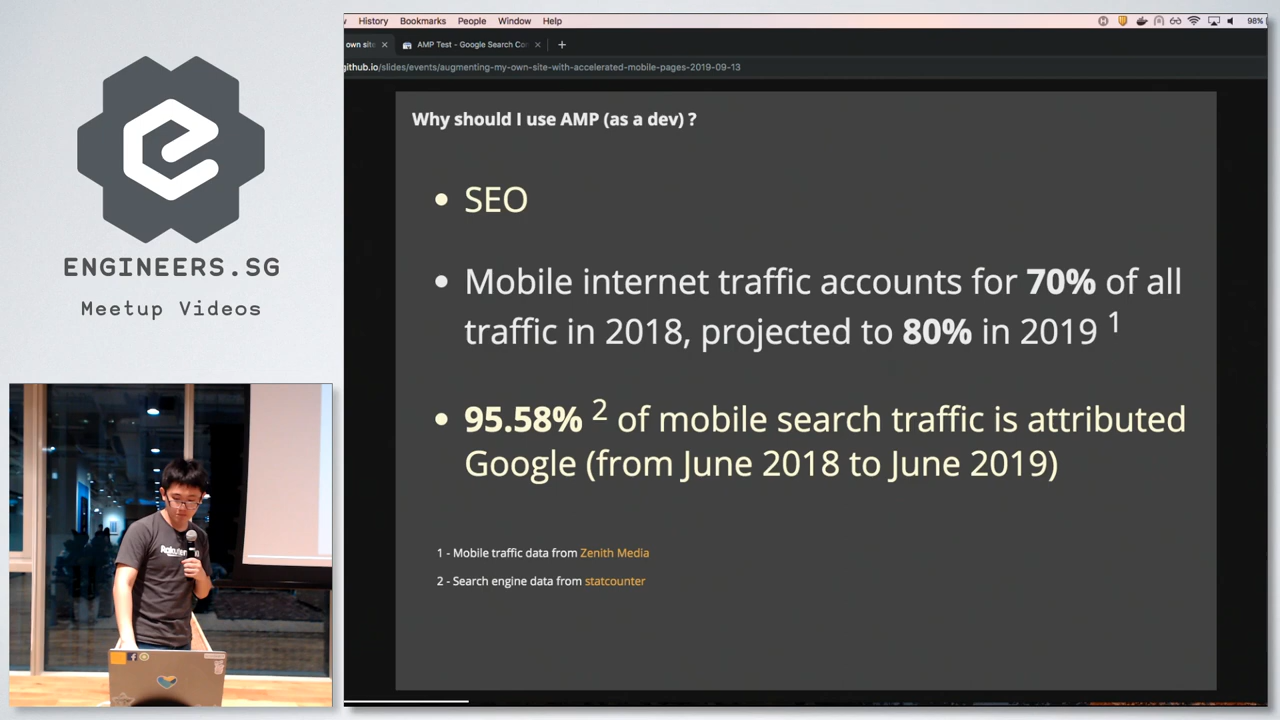 History Bookmarks People Window Help
98%
own site AMP Test - Google Search Con
github.io/slides/events/augmenting-my-own-site-with-accelerated-mobile-pages-2019-09-13
Why should I use AMP (as a dev) ?
• SEO
• Mobile internet traffic accounts for 70% of all
traffic in 2018, projected to 80% in 2019 1
• 95.58% 2 of mobile search traffic is attributed
Google (from June 2018 to June 2019)
1 - Mobile traffic data from Zenith Media
2 - Search engine data from statcounter
ENGINEERS.SG
Meetup Videos